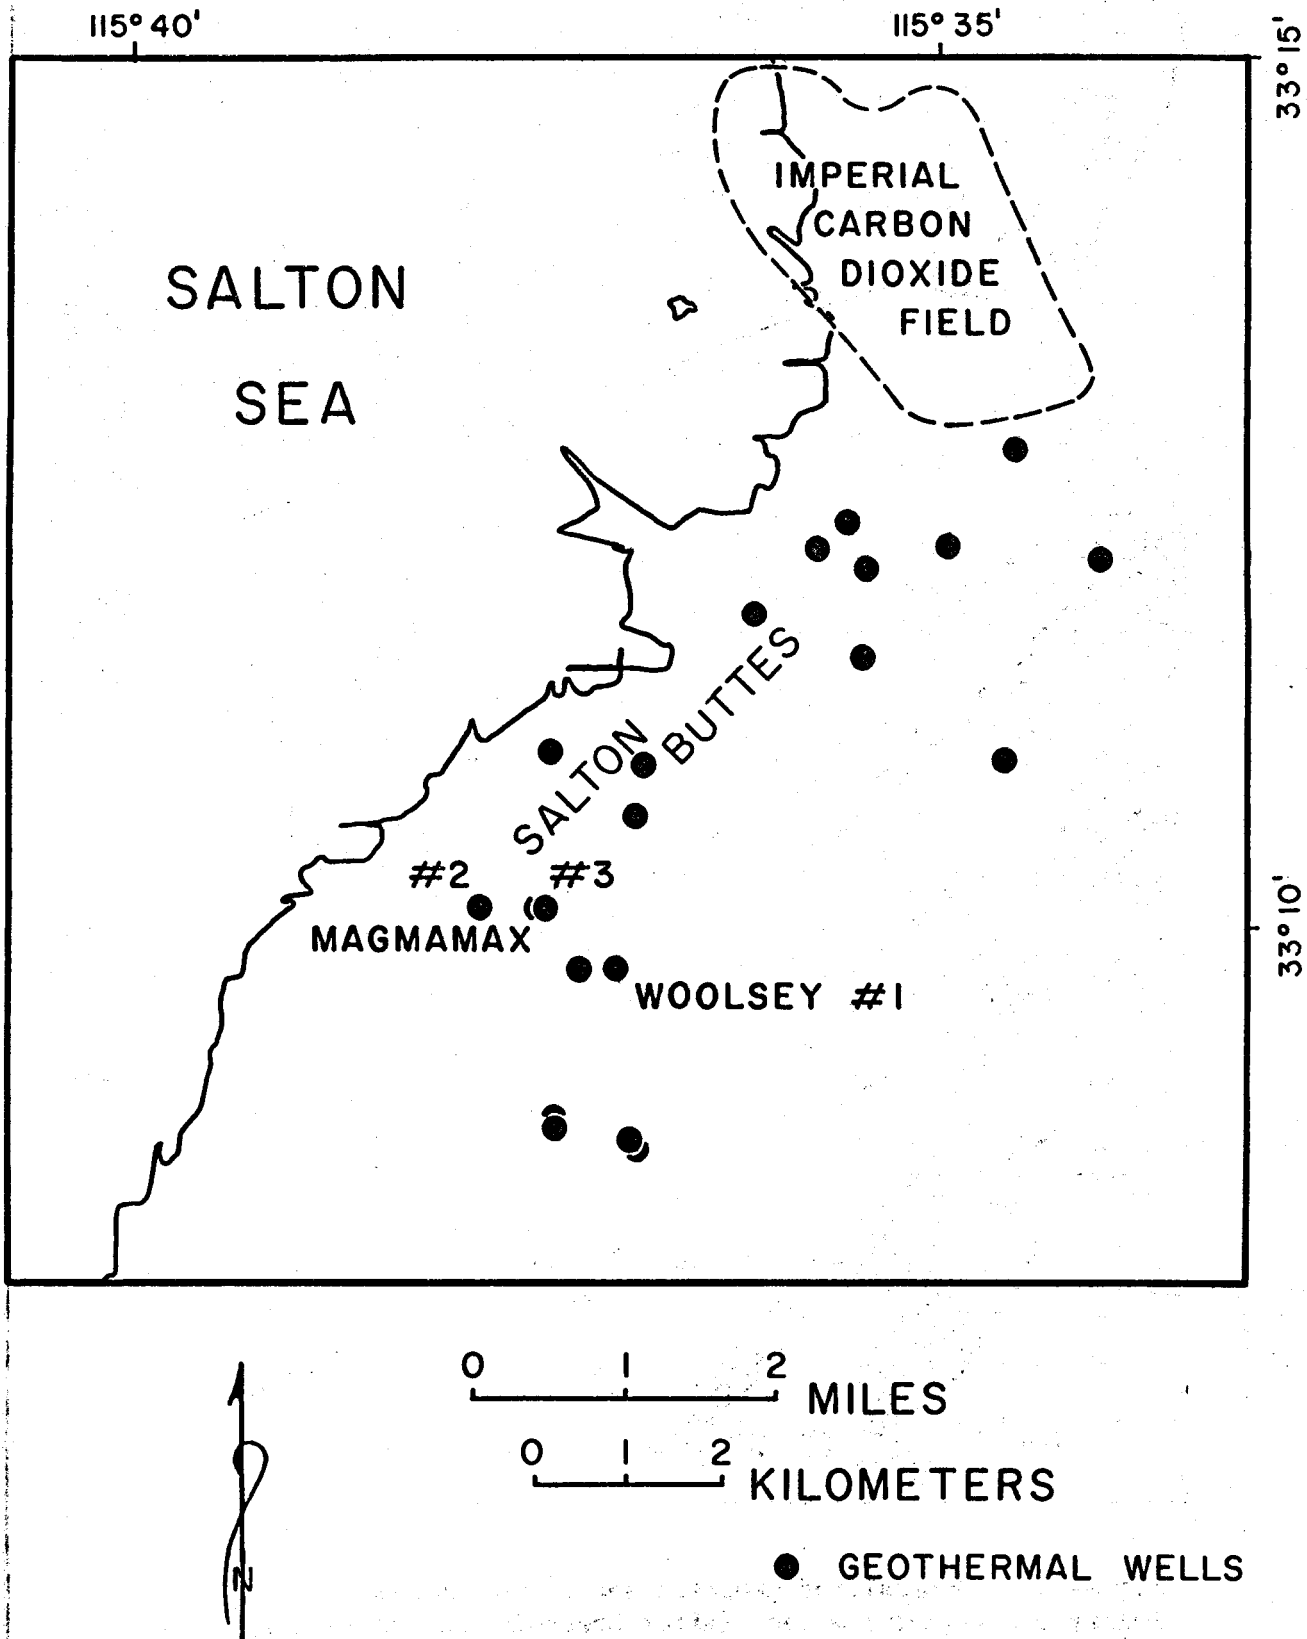 115° 40'
115° 35'
33° 15'
IMPERIAL
CARBON
DIOXIDE
FIELD
SALTON
SEA
SALTON BUTTES
#2
#3
MAGMAMAX
33° 10'
WOOLSEY #1
0 1 2
MILES
0 1 2
KILOMETERS
N
GEOTHERMAL WELLS